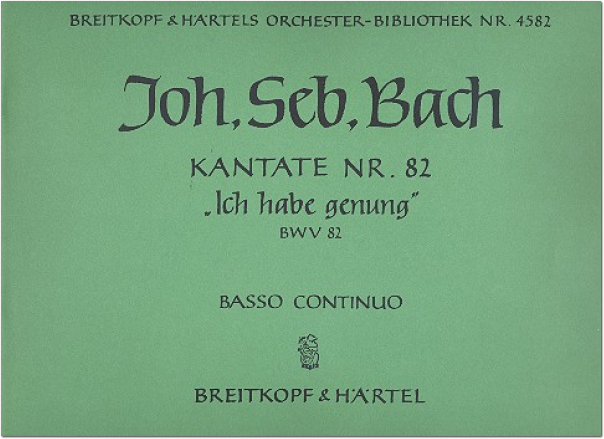 BREITKOPF & HÄRTELS ORCHESTER-BIBLIOTHEK NR. 4582
Joh. Seb. Bach
KANTATE NR. 82
„Ich habe genung“
BWV 82
BASSO CONTINUO
BREITKOPF & HÄRTEL